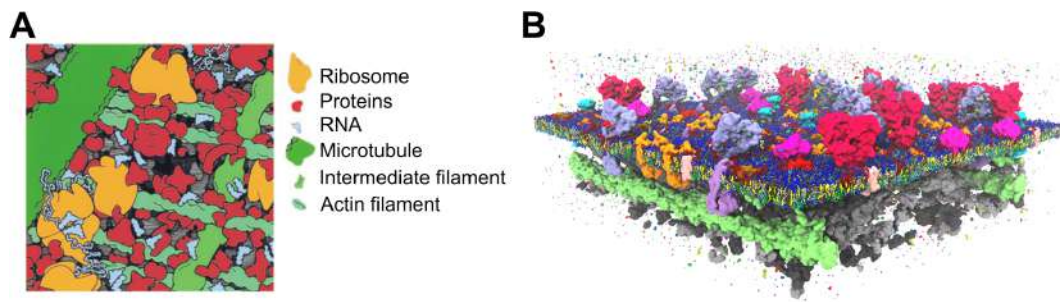 A
B
Ribosome
Proteins
RNA
Microtubule
Intermediate filament
Actin filament